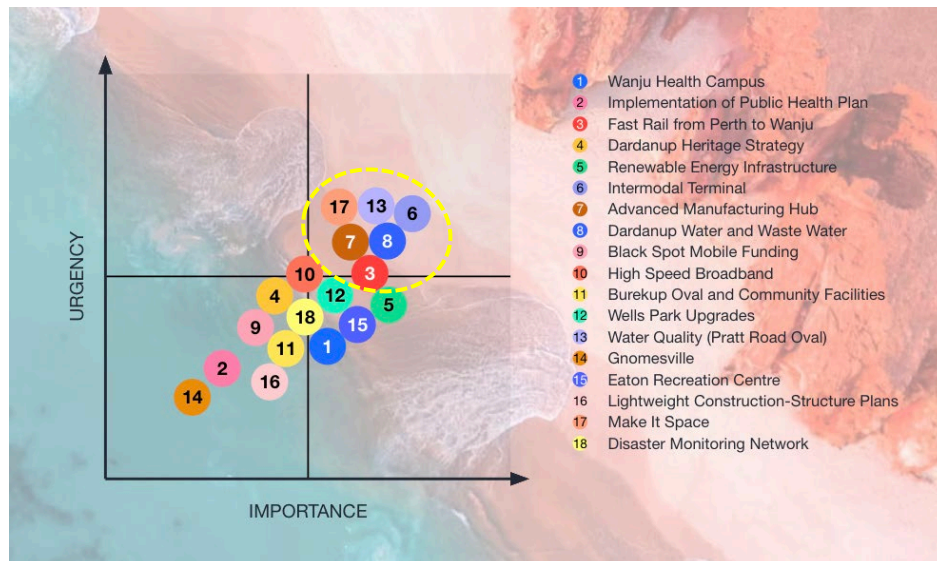 URGENCY
IMPORTANCE
17
13
6
7
8
10
3
4
12
5
18
9
15
11
1
2
16
14
1 Wanju Health Campus
2 Implementation of Public Health Plan
3 Fast Rail from Perth to Wanju
4 Dardanup Heritage Strategy
5 Renewable Energy Infrastructure
6 Intermodal Terminal
7 Advanced Manufacturing Hub
8 Dardanup Water and Waste Water
9 Black Spot Mobile Funding
10 High Speed Broadband
11 Burekup Oval and Community Facilities
12 Wells Park Upgrades
13 Water Quality (Pratt Road Oval)
14 Gnomesville
15 Eaton Recreation Centre
16 Lightweight Construction-Structure Plans
17 Make It Space
18 Disaster Monitoring Network